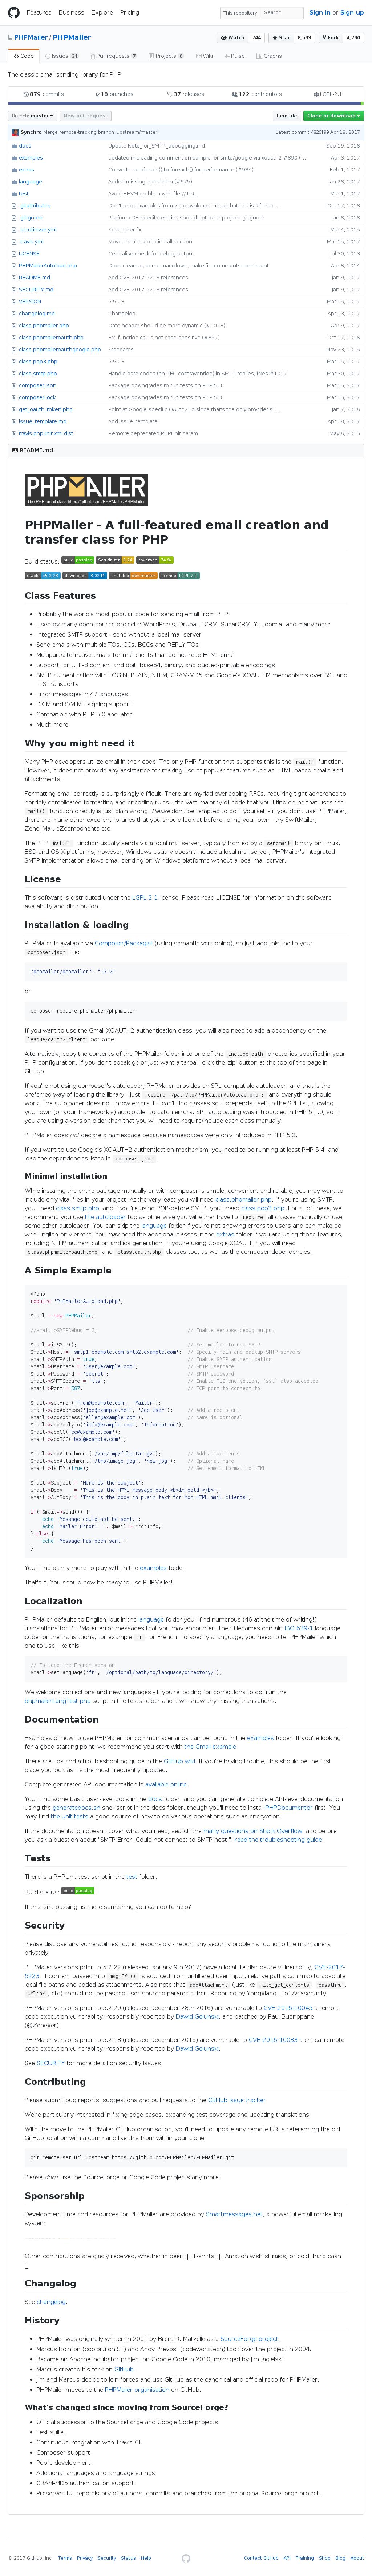 Features Business Explore Pricing
This repository Search
Sign in or Sign up
PHPMailer / PHPMailer
Watch 744 Star 8,593 Fork 4,790
Code Issues 34 Pull requests 7 Projects 0 Wiki Pulse Graphs
The classic email sending library for PHP
879 commits 18 branches 37 releases 122 contributors LGPL-2.1
Branch: master New pull request Find file Clone or download
Synchro Merge remote-tracking branch 'upstream/master' Latest commit Apr 18, 2017
docs Update Note_for_SMTP_debugging.md Sep 19, 2016
examples updated misleading comment on sample for smtp/google via xoauth2 #890 (… Apr 3, 2017
extras Convert use of each() to foreach() for performance (#984) Feb 1, 2017
language Added missing translation (#975) Jan 26, 2017
test Avoid HHVM problem with file:// URL Mar 1, 2017
.gitattributes Don't drop examples from zip downloads - note that this is left in pl… Oct 17, 2016
.gitignore Platform/IDE-specific entities should not be in project .gitignore Jun 6, 2016
.scrutinizer.yml Scrutinizer fix Mar 4, 2015
.travis.yml Move install step to install section Mar 15, 2017
LICENSE Centralise check for debug output Jul 30, 2013
PHPMailerAutoload.php Docs cleanup, some markdown, make file comments consistent Apr 8, 2014
README.md Add CVE-2017-5223 references Jan 9, 2017
SECURITY.md Add CVE-2017-5223 references Jan 9, 2017
VERSION 5.5.23 Mar 15, 2017
changelog.md Changelog Apr 13, 2017
class.phpmailer.php Date header should be more dynamic (#1023) Apr 9, 2017
class.phpmaileroauth.php Fix: function call is not case-sensitive (#857) Oct 17, 2016
class.phpmaileroauthgoogle.php Standards Nov 23, 2015
class.pop3.php 5.5.23 Mar 15, 2017
class.smtp.php Handle bare codes (an RFC contravention) in SMTP replies, fixes #1017 Mar 30, 2017
composer.json Package downgrades to run tests on PHP 5.3 Mar 15, 2017
composer.lock Package downgrades to run tests on PHP 5.3 Mar 15, 2017
get_oauth_token.php Point at Google-specific OAuth2 lib since that's the only provider su… Jan 7, 2016
issue_template.md Add issue_template Apr 18, 2017
travis.phpunit.xml.dist Remove deprecated PHPUnit param May 6, 2015
README.md
PHPMAILER
The PHP email class https://github.com/PHPMailer/PHPMailer
PHPMailer - A full-featured email creation and transfer class for PHP
Build status: build passing Scrutinizer coverage
stable downloads unstable dev-master license LGPL-2.1
Class Features
Probably the world's most popular code for sending email from PHP!
Used by many open-source projects: WordPress, Drupal, 1CRM, SugarCRM, Yii, Joomla! and many more
Integrated SMTP support - send without a local mail server
Send emails with multiple TOs, CCs, BCCs and REPLY-TOs
Multipart/alternative emails for mail clients that do not read HTML email
Support for UTF-8 content and 8bit, base64, binary, and quoted-printable encodings
SMTP authentication with LOGIN, PLAIN, NTLM, CRAM-MD5 and Google's XOAUTH2 mechanisms over SSL and TLS transports
Error messages in 47 languages!
DKIM and S/MIME signing support
Compatible with PHP 5.0 and later
Much more!
Why you might need it
Many PHP developers utilize email in their code. The only PHP function that supports this is the mail() function. However, it does not provide any assistance for making use of popular features such as HTML-based emails and attachments.
Formatting email correctly is surprisingly difficult. There are myriad overlapping RFCs, requiring tight adherence to horribly complicated formatting and encoding rules - the vast majority of code that you'll find online that uses the mail() function directly is just plain wrong! Please don't be tempted to do it yourself - if you don't use PHPMailer, there are many other excellent libraries that you should look at before rolling your own - try SwiftMailer, Zend_Mail, eZcomponents etc.
The PHP mail() function usually sends via a local mail server, typically fronted by a sendmail binary on Linux, BSD and OS X platforms, however, Windows usually doesn't include a local mail server; PHPMailer's integrated SMTP implementation allows email sending on Windows platforms without a local mail server.
License
This software is distributed under the LGPL 2.1 license. Please read LICENSE for information on the software availability and distribution.
Installation & loading
PHPMailer is available via Composer/Packagist (using semantic versioning), so just add this line to your composer.json file:
"phpmailer/phpmailer": "~5.2"
or
composer require phpmailer/phpmailer
If you want to use the Gmail XOAUTH2 authentication class, you will also need to add a dependency on the league/oauth2-client package.
Alternatively, copy the contents of the PHPMailer folder into one of the include_path directories specified in your PHP configuration. If you don't speak git or just want a tarball, click the 'zip' button at the top of the page in GitHub.
If you're not using composer's autoloader, PHPMailer provides an SPL-compatible autoloader, and that is the preferred way of loading the library - just require '/path/to/PHPMailerAutoload.php'; and everything should work. The autoloader does not throw errors if it can't find classes so it prepends itself to the SPL list, allowing your own (or your framework's) autoloader to catch errors. SPL autoloading was introduced in PHP 5.1.0, so if you are using a version older than that you will need to require/include each class manually.
PHPMailer does not declare a namespace because namespaces were only introduced in PHP 5.3.
If you want to use Google's XOAUTH2 authentication mechanism, you need to be running at least PHP 5.4, and load the dependencies listed in composer.json .
Minimal installation
While installing the entire package manually or with composer is simple, convenient and reliable, you may want to include only vital files in your project. At the very least you will need class.phpmailer.php. If you're using SMTP, you'll need class.smtp.php, and if you're using POP-before SMTP, you'll need class.pop3.php. For all of these, we recommend you use the autoloader too as otherwise you will either have to require all classes manually or use some other autoloader. You can skip the language folder if you're not showing errors to users and can make do with English-only errors. You may need the additional classes in the extras folder if you are using those features, including NTLM authentication and ics generation. If you're using Google XOAUTH2 you will need class.phpmaileroauth.php and class.oauth.php classes too, as well as the composer dependencies.
A Simple Example
<?php
require 'PHPMailerAutoload.php';
$mail = new PHPMailer;
//$mail->SMTPDebug = 3; // Enable verbose debug output
$mail->isSMTP(); // Set mailer to use SMTP
$mail->Host = 'smtp1.example.com;smtp2.example.com'; // Specify main and backup SMTP servers
$mail->SMTPAuth = true; // Enable SMTP authentication
$mail->Username = 'user@example.com'; // SMTP username
$mail->Password = 'secret'; // SMTP password
$mail->SMTPSecure = 'tls'; // Enable TLS encryption, `ssl` also accepted
$mail->Port = 587; // TCP port to connect to
$mail->setFrom('from@example.com', 'Mailer');
$mail->addAddress('joe@example.net', 'Joe User'); // Add a recipient
$mail->addAddress('ellen@example.com'); // Name is optional
$mail->addReplyTo('info@example.com', 'Information');
$mail->addCC('cc@example.com');
$mail->addBCC('bcc@example.com');
$mail->addAttachment('/var/tmp/file.tar.gz'); // Add attachments
$mail->addAttachment('/tmp/image.jpg', 'new.jpg'); // Optional name
$mail->isHTML(true); // Set email format to HTML
$mail->Subject = 'Here is the subject';
$mail->Body = 'This is the HTML message body <b>in bold!</b>';
$mail->AltBody = 'This is the body in plain text for non-HTML mail clients';
if(!$mail->send()) {
echo 'Message could not be sent.';
echo 'Mailer Error: ' . $mail->ErrorInfo;
} else {
echo 'Message has been sent';
}
You'll find plenty more to play with in the examples folder.
That's it. You should now be ready to use PHPMailer!
Localization
PHPMailer defaults to English, but in the language folder you'll find numerous (46 at the time of writing!) translations for PHPMailer error messages that you may encounter. Their filenames contain ISO 639-1 language code for the translations, for example fr for French. To specify a language, you need to tell PHPMailer which one to use, like this:
// To load the French version
$mail->setLanguage('fr', '/optional/path/to/language/directory/');
We welcome corrections and new languages - if you're looking for corrections to do, run the phpmailerLangTest.php script in the tests folder and it will show any missing translations.
Documentation
Examples of how to use PHPMailer for common scenarios can be found in the examples folder. If you're looking for a good starting point, we recommend you start with the Gmail example.
There are tips and a troubleshooting guide in the GitHub wiki. If you're having trouble, this should be the first place you look as it's the most frequently updated.
Complete generated API documentation is available online.
You'll find some basic user-level docs in the docs folder, and you can generate complete API-level documentation using the generatedocs.sh shell script in the docs folder, though you'll need to install PHPDocumentor first. You may find the unit tests a good source of how to do various operations such as encryption.
If the documentation doesn't cover what you need, search the many questions on Stack Overflow, and before you ask a question about "SMTP Error: Could not connect to SMTP host.", read the troubleshooting guide.
Tests
There is a PHPUnit test script in the test folder.
Build status: build passing
If this isn't passing, is there something you can do to help?
Security
Please disclose any vulnerabilities found responsibly - report any security problems found to the maintainers privately.
PHPMailer versions prior to 5.2.22 (released January 9th 2017) have a local file disclosure vulnerability, CVE-2017-5223. If content passed into msgHTML() is sourced from unfiltered user input, relative paths can map to absolute local file paths and added as attachments. Also note that addAttachment (just like file_get_contents , passthru , unlink , etc) should not be passed user-sourced params either! Reported by Yongxiang Li of Asiasecurity.
PHPMailer versions prior to 5.2.20 (released December 28th 2016) are vulnerable to CVE-2016-10045 a remote code execution vulnerability, responsibly reported by Dawid Golunski, and patched by Paul Buonopane (@Zenexer).
PHPMailer versions prior to 5.2.18 (released December 2016) are vulnerable to CVE-2016-10033 a critical remote code execution vulnerability, responsibly reported by Dawid Golunski.
See SECURITY for more detail on security issues.
Contributing
Please submit bug reports, suggestions and pull requests to the GitHub issue tracker.
We're particularly interested in fixing edge-cases, expanding test coverage and updating translations.
With the move to the PHPMailer GitHub organisation, you'll need to update any remote URLs referencing the old GitHub location with a command like this from within your clone:
git remote set-url upstream https://github.com/PHPMailer/PHPMailer.git
Please don't use the SourceForge or Google Code projects any more.
Sponsorship
Development time and resources for PHPMailer are provided by Smartmessages.net, a powerful email marketing system.
Other contributions are gladly received, whether in beer , T-shirts , Amazon wishlist raids, or cold, hard cash .
Changelog
See changelog.
History
PHPMailer was originally written in 2001 by Brent R. Matzelle as a SourceForge project.
Marcus Bointon (coolbru on SF) and Andy Prevost (codeworxtech) took over the project in 2004.
Became an Apache incubator project on Google Code in 2010, managed by Jim Jagielski.
Marcus created his fork on GitHub.
Jim and Marcus decide to join forces and use GitHub as the canonical and official repo for PHPMailer.
PHPMailer moves to the PHPMailer organisation on GitHub.
What's changed since moving from SourceForge?
Official successor to the SourceForge and Google Code projects.
Test suite.
Continuous integration with Travis-CI.
Composer support.
Public development.
Additional languages and language strings.
CRAM-MD5 authentication support.
Preserves full repo history of authors, commits and branches from the original SourceForge project.
© 2017 GitHub, Inc. Terms Privacy Security Status Help
Contact GitHub API Training Shop Blog About